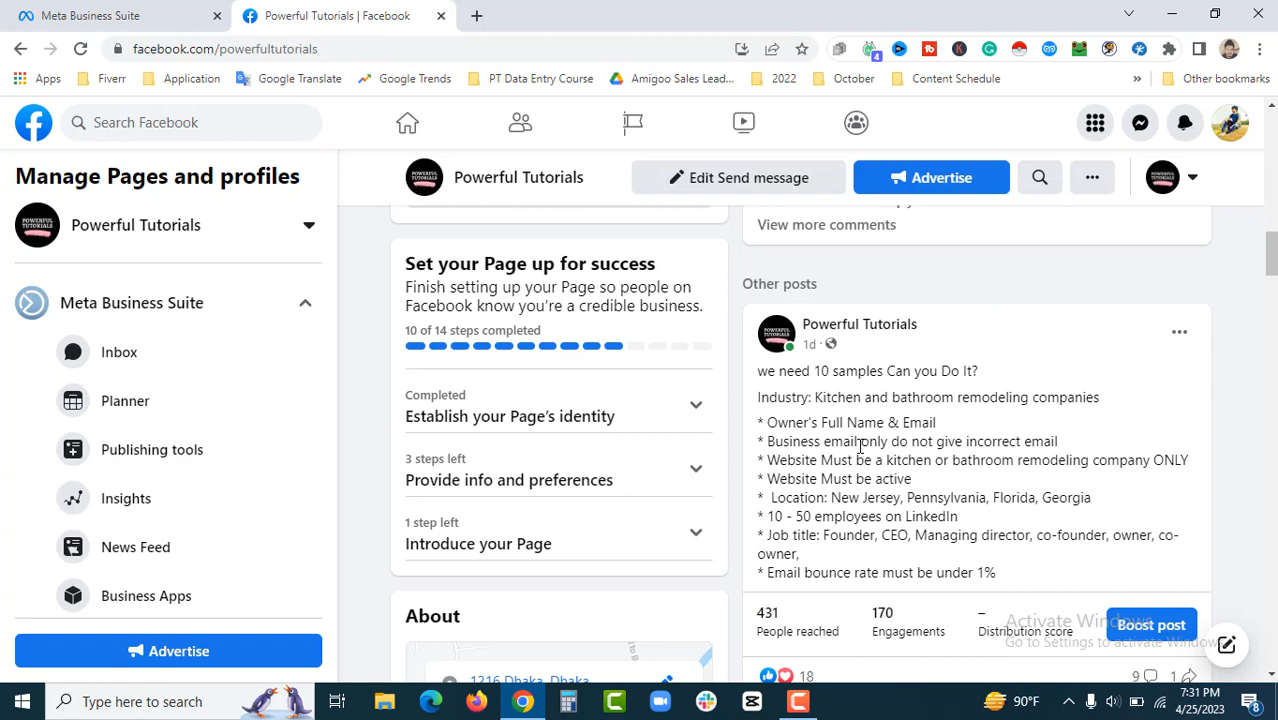 Meta Business Suite
Powerful Tutorials | Facebook
facebook.com/powerfultutorials
4
Apps
Fiverr
Application
Google Translate
Google Trends
PT Data Entry Course
Amigoo Sales Lead...
2022
October
Content Schedule
»
Other bookmarks
Search Facebook
Manage Pages and profiles
Powerful Tutorials
Meta Business Suite
Inbox
Planner
Publishing tools
Insights
News Feed
Business Apps
Advertise
Powerful Tutorials
Edit Send message
Advertise
Set your Page up for success
Finish setting up your Page so people on
Facebook know you're a credible business.
10 of 14 steps completed
Completed
Establish your Page's identity
3 steps left
Provide info and preferences
1 step left
Introduce your Page
About
1216 Dhaka, Dhaka
View more comments
Other posts
Powerful Tutorials
1d ·
we need 10 samples Can you Do It?
Industry: Kitchen and bathroom remodeling companies
* Owner's Full Name & Email
* Business email only do not give incorrect email
* Website Must be a kitchen or bathroom remodeling company ONLY
* Website Must be active
* Location: New Jersey, Pennsylvania, Florida, Georgia
* 10 - 50 employees on LinkedIn
* Job title: Founder, CEO, Managing director, co-founder, owner, co-
owner,
* Email bounce rate must be under 1%
431
People reached
170
Engagements
–
Distribution score
Boost post
Activate Windows
Go to Settings to activate Windows.
18
9
1
Type here to search
90°F
7:31 PM
4/25/2023
8